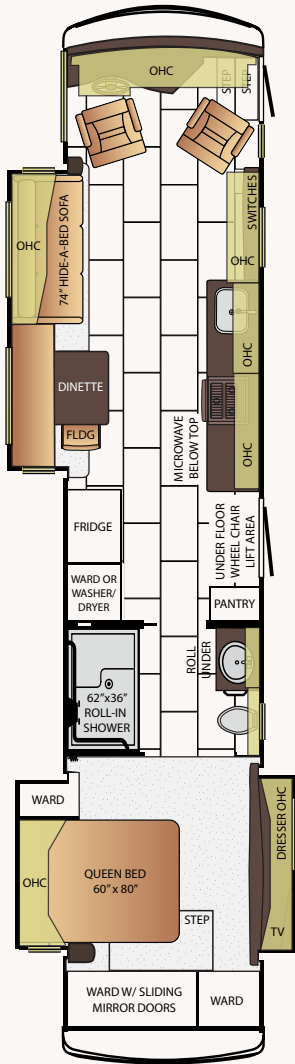 OHC
STEP
STEP
OHC
74" HIDE-A-BED SOFA
SWITCHES
OHC
DINETTE
FLDG
OHC
MICROWAVE
BELOW TOP
OHC
FRIDGE
UNDER FLOOR
WHEEL CHAIR
LIFT AREA
WARD OR
WASHER/
DRYER
PANTRY
ROLL
UNDER
62"x36"
ROLL-IN
SHOWER
WARD
DRESSER OHC
OHC
QUEEN BED
60" x 80"
STEP
TV
WARD W/ SLIDING
MIRROR DOORS
WARD